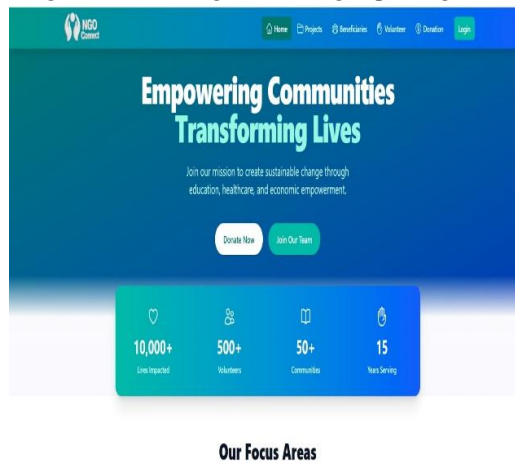 NGO
Connect
Home Projects Beneficiaries Volunteer Donation Login
Empowering Communities
Transforming Lives
Join our mission to create sustainable change through
education, healthcare, and economic empowerment.
Donate Now Join Our Team
10,000+ 500+ 50+ 15
Lives Impacted Volunteers Communities Years Serving
Our Focus Areas